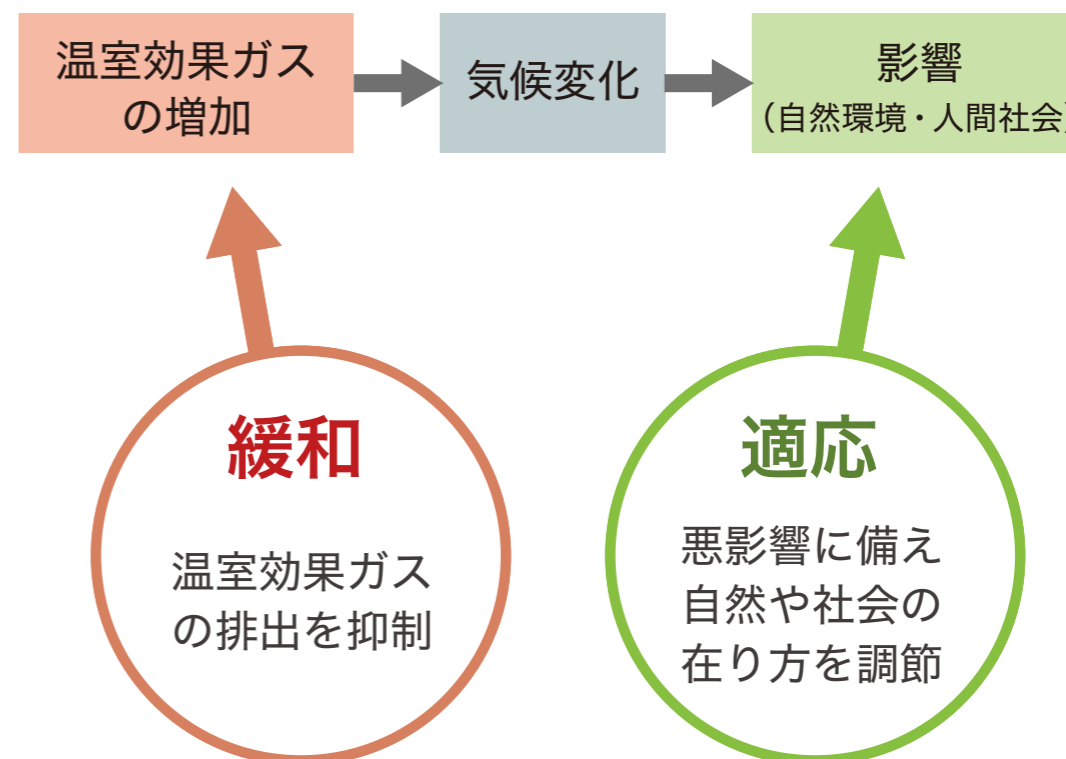 温室効果ガス
の増加
気候変化
影響
（自然環境・人間社会）
緩和
温室効果ガス
の排出を抑制
適応
悪影響に備え
自然や社会の
在り方を調節